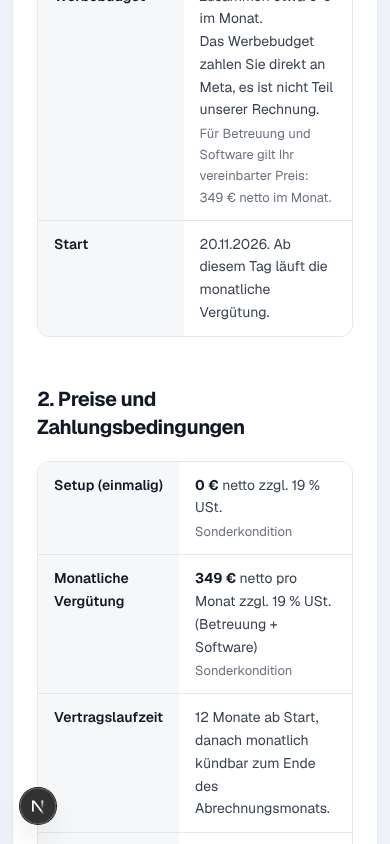 im Monat.
Das Werbebudget
zahlen Sie direkt an
Meta, es ist nicht Teil
unserer Rechnung.
Für Betreuung und
Software gilt Ihr
vereinbarter Preis:
349 € netto im Monat.
Start
20.11.2026. Ab
diesem Tag läuft die
monatliche
Vergütung.
2. Preise und
Zahlungsbedingungen
Setup (einmalig)
0 € netto zzgl. 19 %
USt.
Sonderkondition
Monatliche
Vergütung
349 € netto pro
Monat zzgl. 19 % USt.
(Betreuung +
Software)
Sonderkondition
Vertragslaufzeit
12 Monate ab Start,
danach monatlich
kündbar zum Ende
des
Abrechnungsmonats.
N